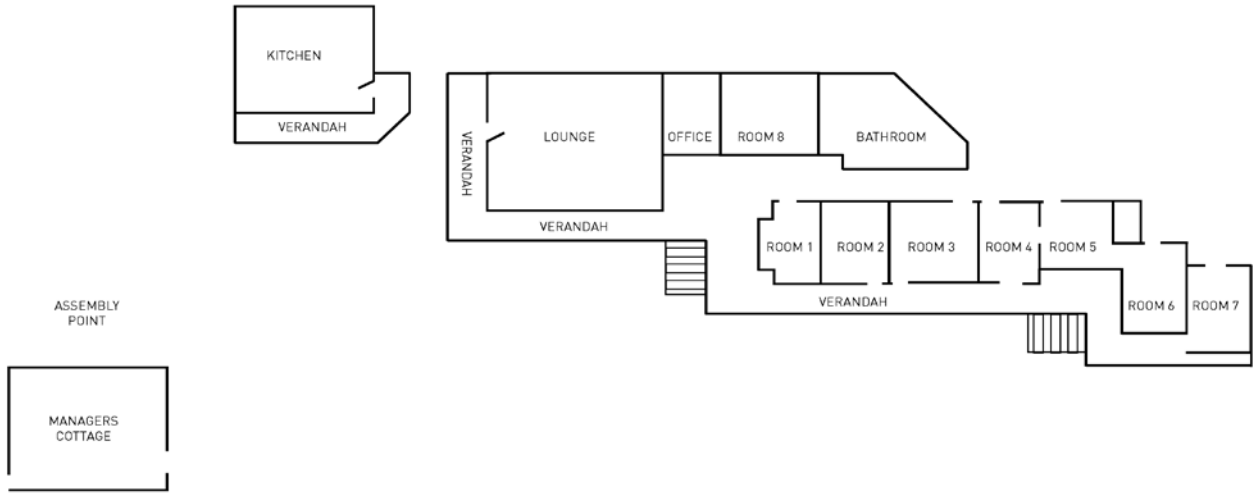 KITCHEN
VERANDAH
VERANDAH
LOUNGE
OFFICE
ROOM 8
BATHROOM
VERANDAH
ROOM 1
ROOM 2
ROOM 3
ROOM 4
ROOM 5
VERANDAH
ROOM 6
ROOM 7
ASSEMBLY
POINT
MANAGERS
COTTAGE